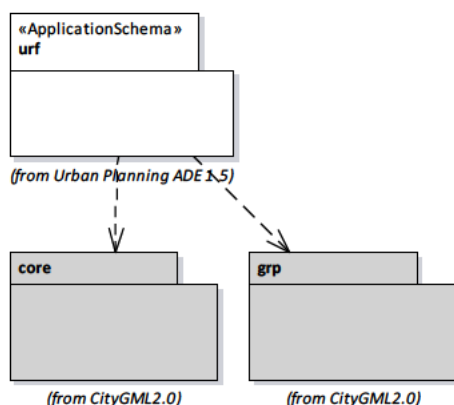 «ApplicationSchema»
urf
(from Urban Planning ADE 1.5)
core
grp
(from CityGML2.0)
(from CityGML2.0)